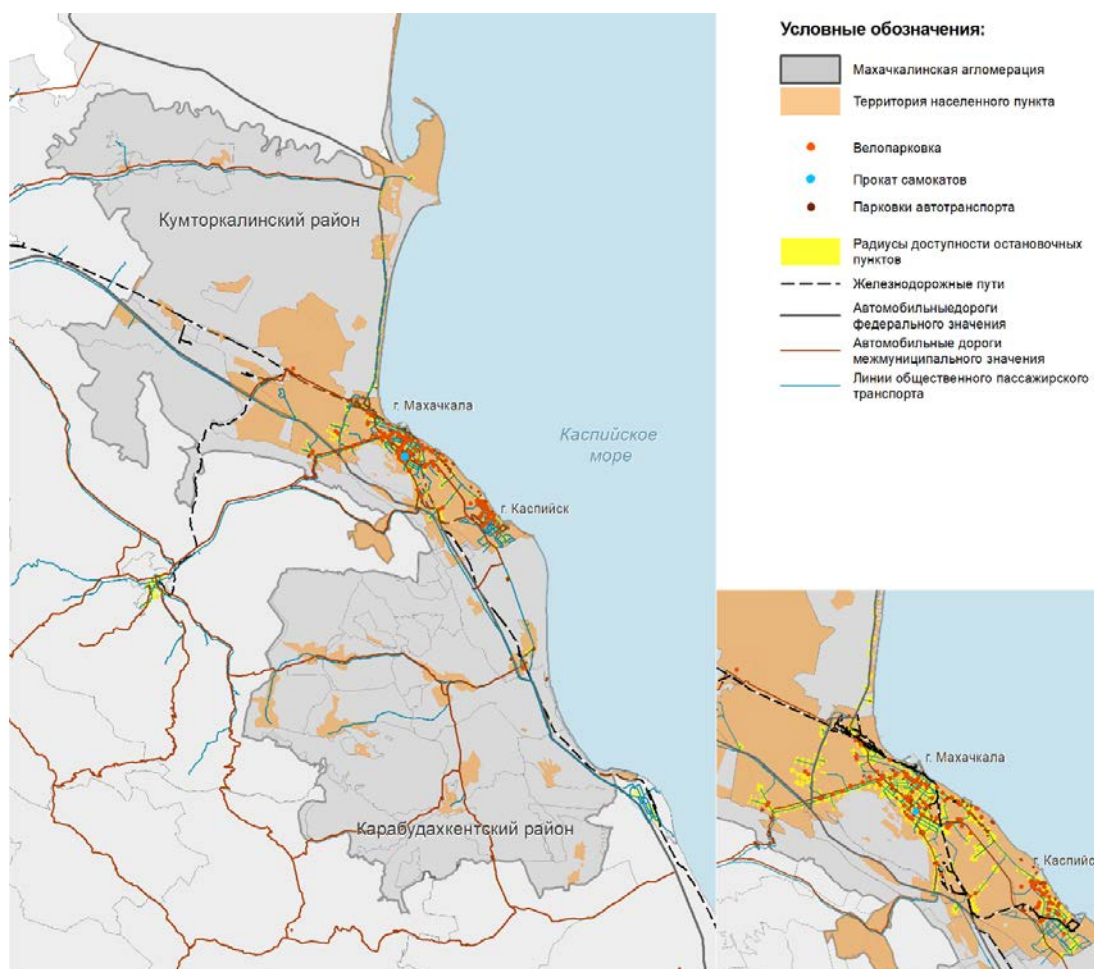 Условные обозначения:
Махачкалинская агломерация
Территория населенного пункта
Велопарковка
Прокат самокатов
Парковки автотранспорта
Радиусы доступности остановочных
пунктов
Железнодорожные пути
Автомобильныедороги
федерального значения
Автомобильные дороги
межмуниципального значения
Линии общественного пассажирского
транспорта
Кумторкалинский район
г. Махачкала
Каспийское
море
г. Каспийск
Карабудахкентский район
г. Махачкала
г. Каспийс